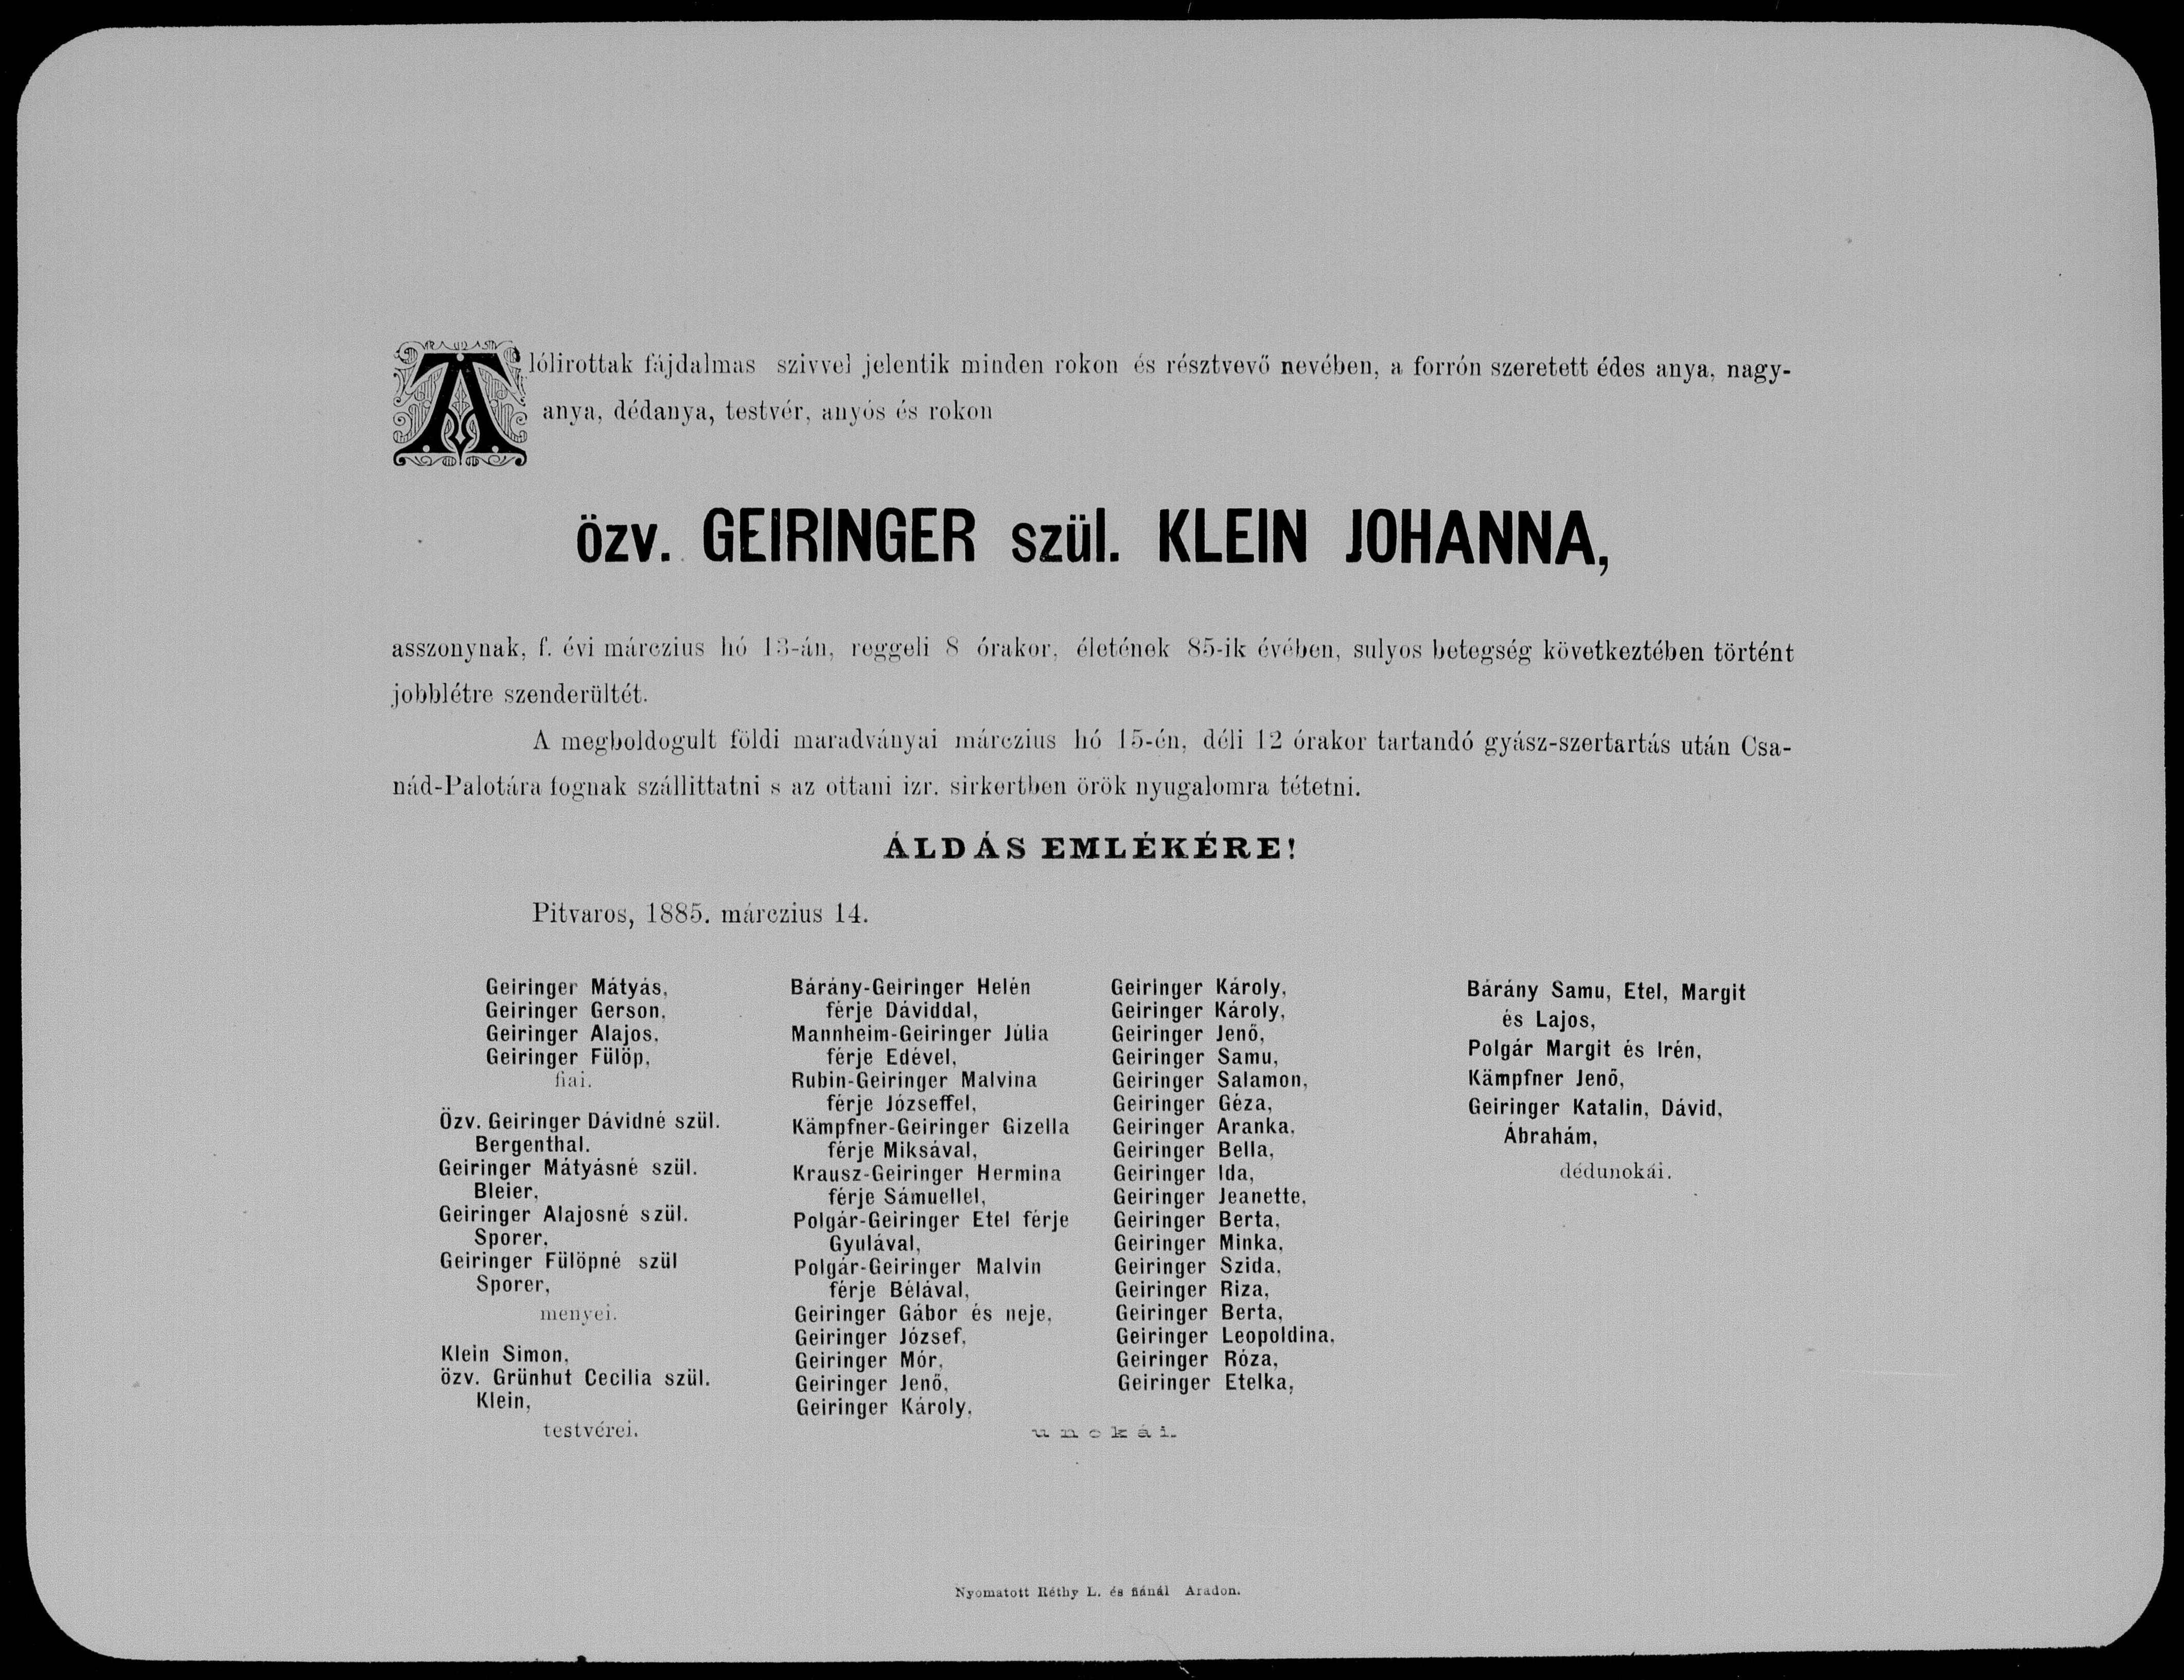 Alólirottak fájdalmas szivvel jelentik minden rokon és résztvevő nevében, a forrón szeretett édes anya, nagy-
anya, dédanya, testvér, anyós és rokon
özv. GEIRINGER szül. KLEIN JOHANNA,
asszonynak, f. évi márczius hó 13-án, reggeli 8 órakor, életének 85-ik évében, sulyos betegség következtében történt
jobblétre szenderültét.
A megboldogult földi maradványai márczius hó 15-én, déli 12 órakor tartandó gyász-szertartás után Csa-
nád-Palotára fognak szállittatni s az ottani izr. sirkertben örök nyugalomra tétetni.
ÁLDÁS EMLÉKÉRE!
Pitvaros, 1885. márczius 14.
Geiringer Mátyás,
Geiringer Gerson,
Geiringer Alajos,
Geiringer Fülöp,
fiai.
Özv. Geiringer Dávidné szül.
Bergenthal.
Geiringer Mátyásné szül.
Bleier,
Geiringer Alajosné szül.
Sporer,
Geiringer Fülöpné szül
Sporer,
menyei.
Klein Simon,
özv. Grünhut Cecilia szül.
Klein,
testvérei.
Bárány-Geiringer Helén
férje Dáviddal,
Mannheim-Geiringer Júlia
férje Edével,
Rubin-Geiringer Malvina
férje Józseffel,
Kämpfner-Geiringer Gizella
férje Miksával,
Krausz-Geiringer Hermina
férje Sámuellel,
Polgár-Geiringer Etel férje
Gyulával,
Polgár-Geiringer Malvin
férje Bélával,
Geiringer Gábor és neje,
Geiringer József,
Geiringer Mór,
Geiringer Jenő,
Geiringer Károly,
Geiringer Károly,
Geiringer Károly,
Geiringer Jenő,
Geiringer Samu,
Geiringer Salamon,
Geiringer Géza,
Geiringer Aranka,
Geiringer Bella,
Geiringer Ida,
Geiringer Jeanette,
Geiringer Berta,
Geiringer Minka,
Geiringer Szida,
Geiringer Riza,
Geiringer Berta,
Geiringer Leopoldina,
Geiringer Róza,
Geiringer Etelka,
unokái.
Bárány Samu, Etel, Margit
és Lajos,
Polgár Margit és Irén,
Kämpfner Jenő,
Geiringer Katalin, Dávid,
Ábrahám,
dédunokái.
Nyomatott Réthy L. és fiánál Aradon.